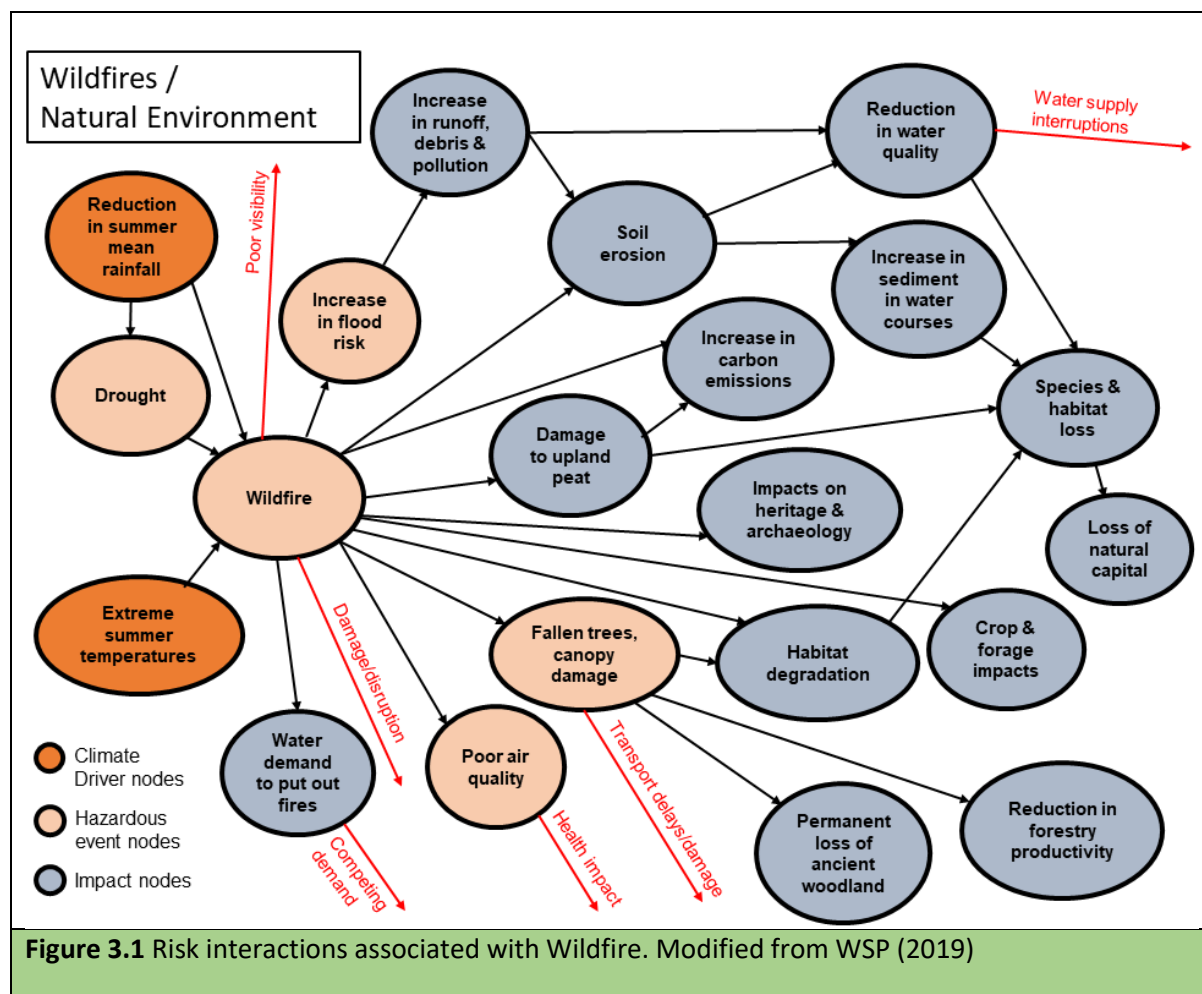 Wildfires /
Natural Environment
Increase
in runoff,
debris &
pollution
Reduction
in water
quality
Water supply
interruptions
Reduction
in summer
mean
rainfall
Poor visibility
Soil
erosion
Increase in
sediment
in water
courses
Increase
in flood
risk
Increase in
carbon
emissions
Drought
Species &
habitat
loss
Damage
to upland
peat
Wildfire
Impacts on
heritage &
archaeology
Loss of
natural
capital
Extreme
summer
temperatures
Damage/disruption
Fallen trees,
canopy
damage
Habitat
degradation
Crop &
forage
impacts
Climate
Driver nodes
Hazardous
event nodes
Impact nodes
Water
demand
to put out
fires
Poor air
quality
Transport delays/damage
Competing
demand
Health impact
Permanent
loss of
ancient
woodland
Reduction in
forestry
productivity
Figure 3.1 Risk interactions associated with Wildfire. Modified from WSP (2019)